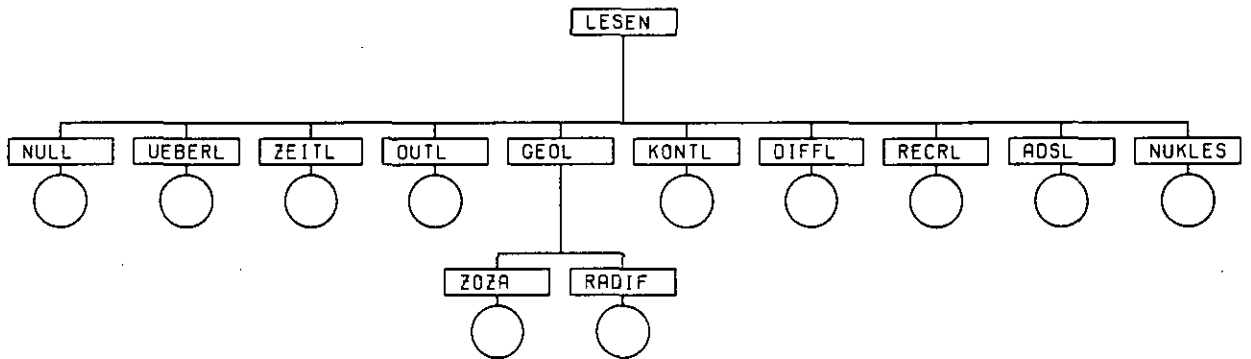 LESEN
NULL UEBERL ZEITL OUTL GEOL KONTL DIFFL RECRL ADSL NUKLES
ZOZA RADIF